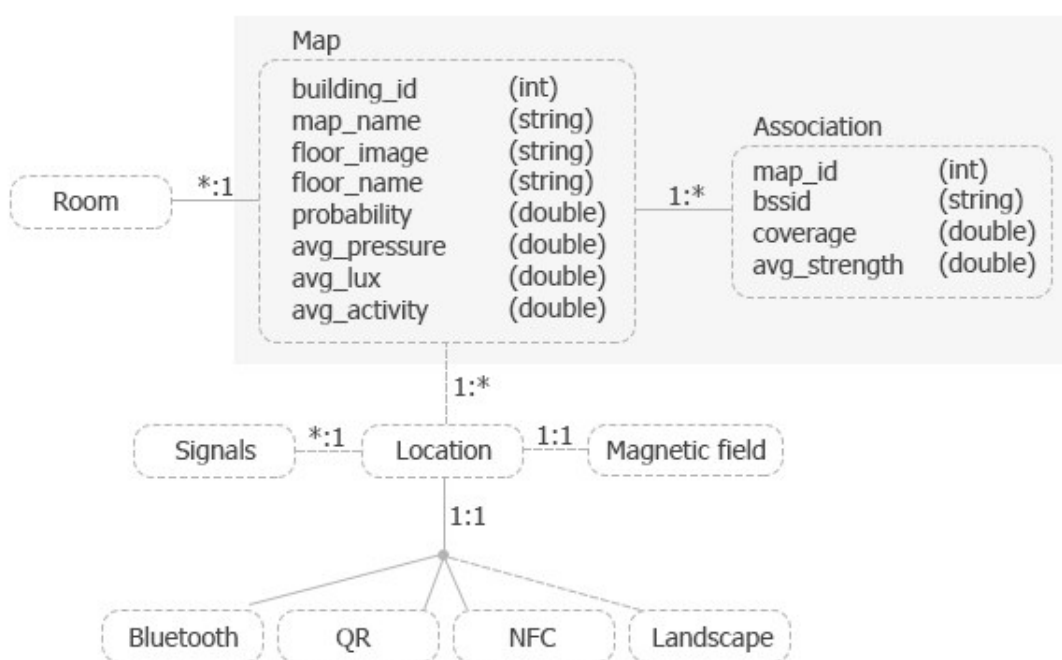 Map
building_id (int)
map_name (string)
floor_image (string)
floor_name (string)
probability (double)
avg_pressure (double)
avg_lux (double)
avg_activity (double)
Association
map_id (int)
bssid (string)
coverage (double)
avg_strength (double)
Room
*:1
1:*
1:*
Signals
*:1
Location
1:1
Magnetic field
1:1
Bluetooth
QR
NFC
Landscape